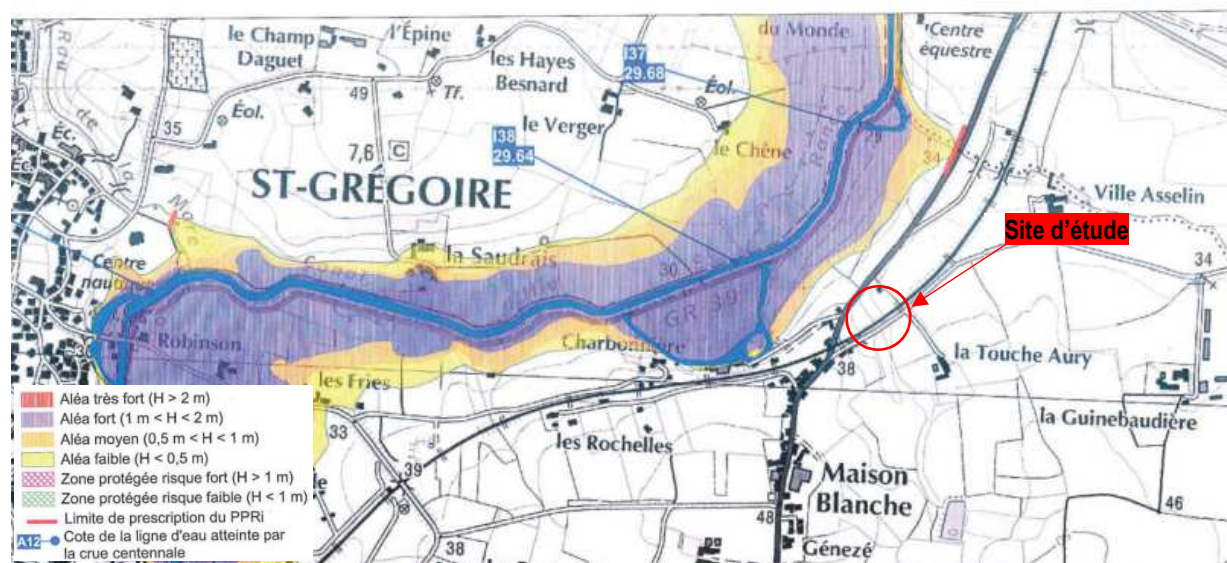 le Champ
Daguet
l'Épine
du Monde
Centre
équestre
I37
29.68
les Hayes
Besnard
Éol.
Tf.
49
Éol.
35
Éc.
Éc.
Rau
de
le Verger
I38
29.64
le Chêne
7,6
C
34
ST-GRÉGOIRE
Ville Asselin
Site d'étude
la Saudrais
Centre
nautique
30
34
GR 39
Robinson
Charbonnière
la Touche Aury
les Fries
38
la Guinebaudière
33
les Rochelles
39
Maison
Blanche
46
48
38
Génezé
Aléa très fort (H > 2 m)
Aléa fort (1 m < H < 2 m)
Aléa moyen (0,5 m < H < 1 m)
Aléa faible (H < 0,5 m)
Zone protégée risque fort (H > 1 m)
Zone protégée risque faible (H < 1 m)
Limite de prescription du PPRi
A12 Cote de la ligne d'eau atteinte par
la crue centennale